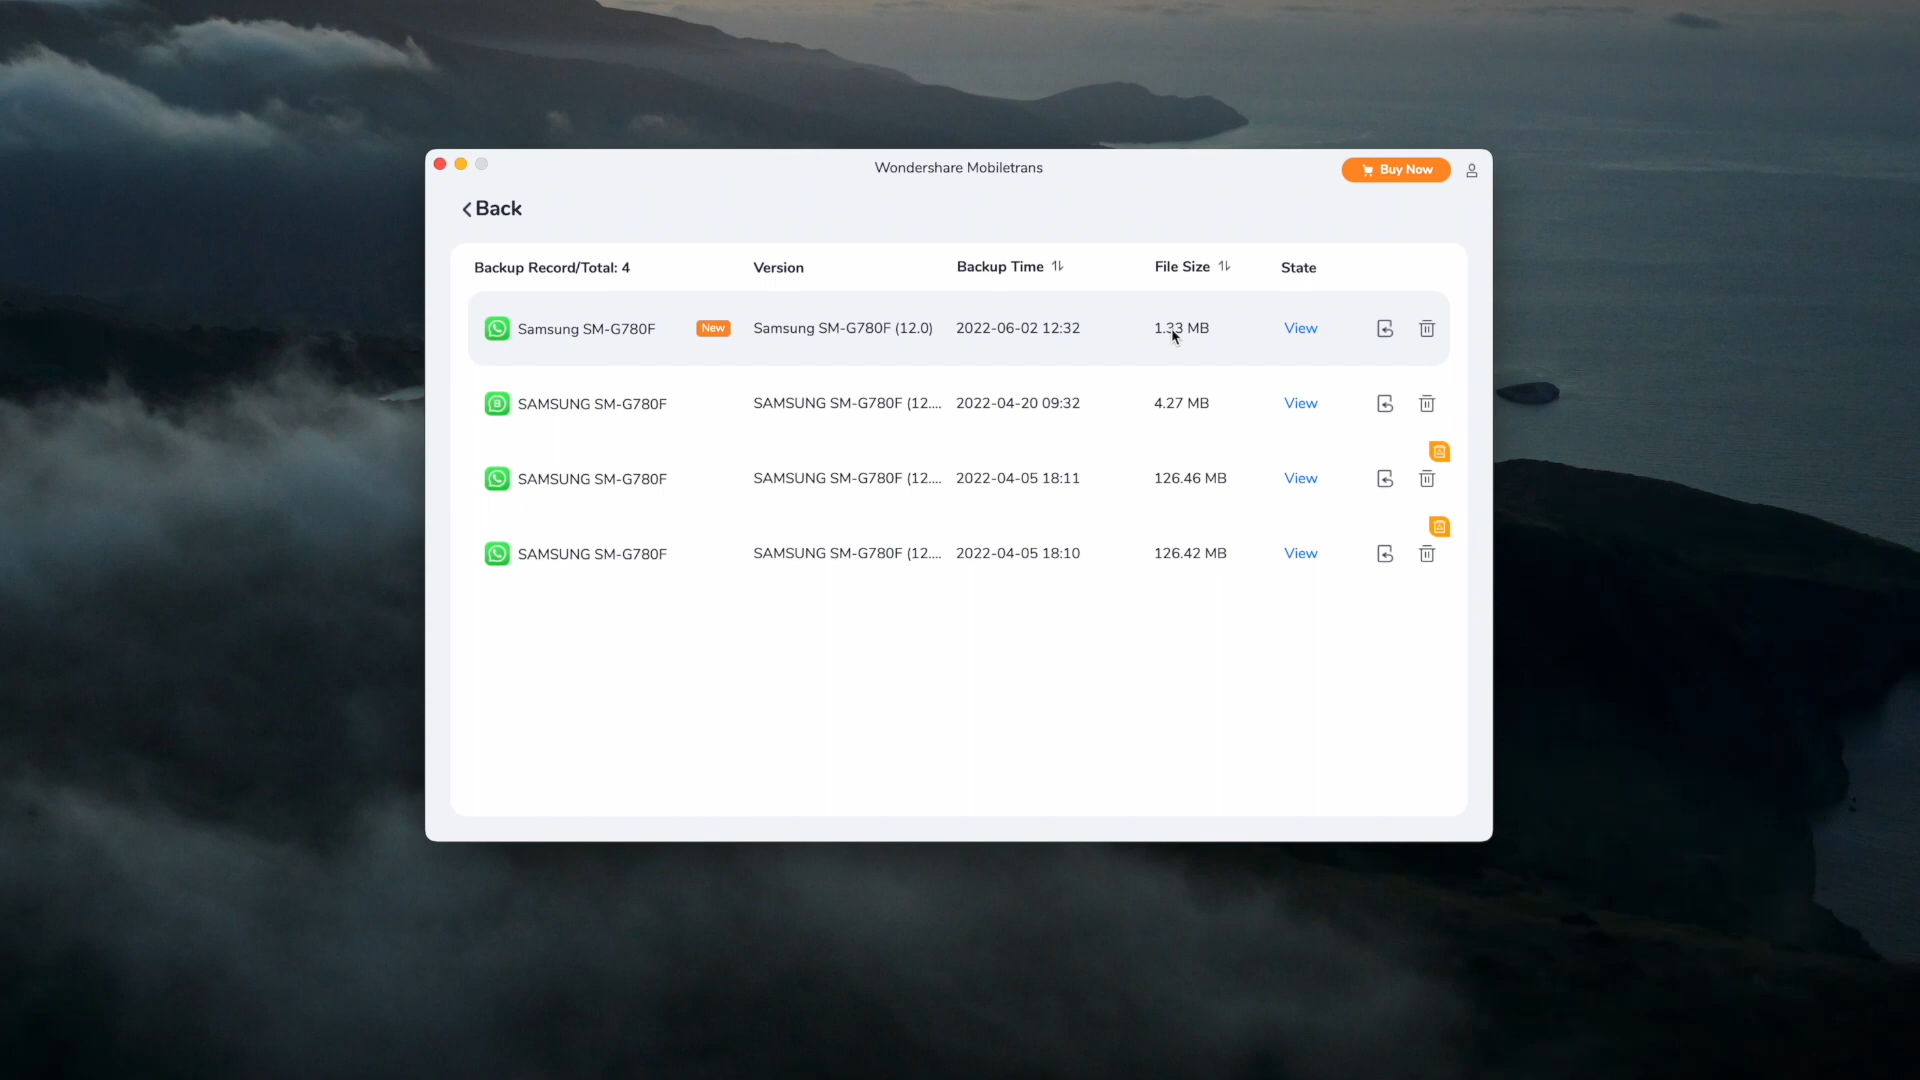 Wondershare Mobiletrans
Buy Now
Back
Backup Record/Total: 4 Version Backup Time File Size State
Samsung SM-G780F New Samsung SM-G780F (12.0) 2022-06-02 12:32 1.33 MB View
SAMSUNG SM-G780F SAMSUNG SM-G780F (12.... 2022-04-20 09:32 4.27 MB View
SAMSUNG SM-G780F SAMSUNG SM-G780F (12.... 2022-04-05 18:11 126.46 MB View
SAMSUNG SM-G780F SAMSUNG SM-G780F (12.... 2022-04-05 18:10 126.42 MB View